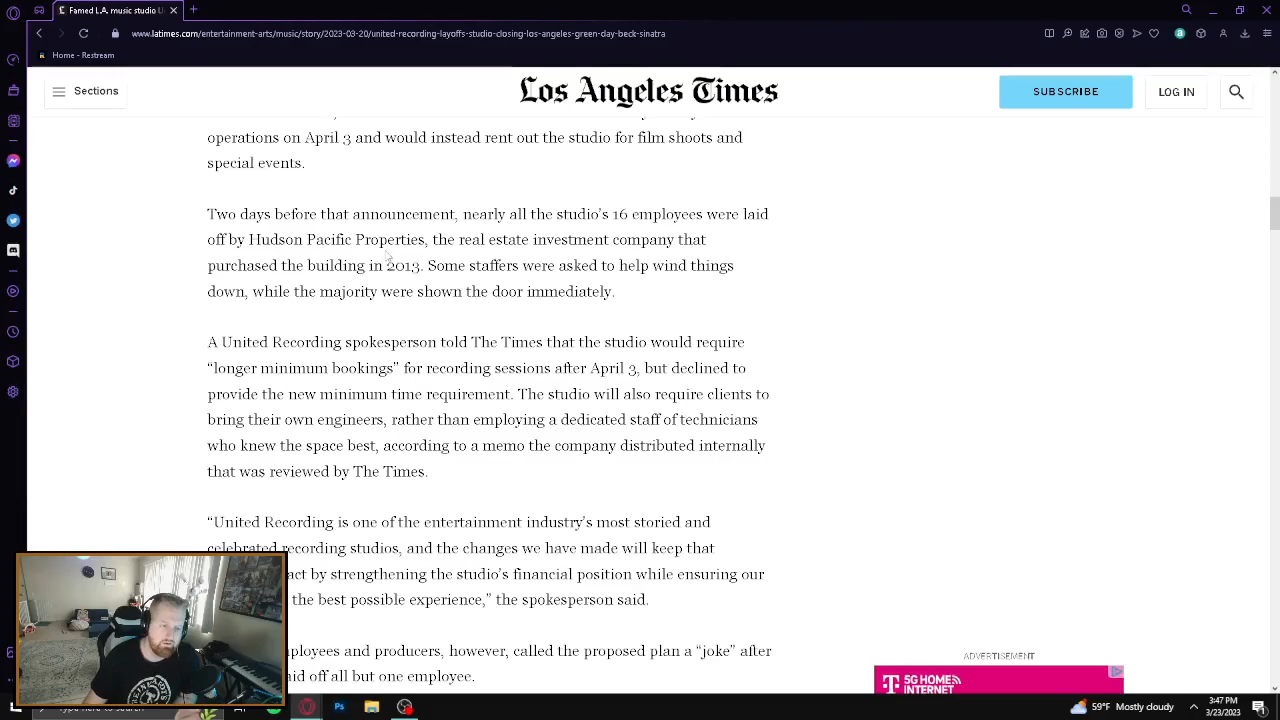 www.latimes.com/entertainment-arts/music/story/2023-03-20/united-recording-layoffs-studio-closing-los-angeles-green-day-beck-sinatra
Home - Restream
Sections
Los Angeles Times
SUBSCRIBE
LOG IN
operations on April 3 and would instead rent out the studio for film shoots and
special events.
Two days before that announcement, nearly all the studio's 16 employees were laid
off by Hudson Pacific Properties, the real estate investment company that
purchased the building in 2013. Some staffers were asked to help wind things
down, while the majority were shown the door immediately.
A United Recording spokesperson told The Times that the studio would require
“longer minimum bookings” for recording sessions after April 3, but declined to
provide the new minimum time requirement. The studio will also require clients to
bring their own engineers, rather than employing a dedicated staff of technicians
who knew the space best, according to a memo the company distributed internally
that was reviewed by The Times.
“United Recording is one of the entertainment industry's most storied and
celebrated recording studios, and the changes we have made will keep that
act by strengthening the studio's financial position while ensuring our
the best possible experience,” the spokesperson said.
and producers, however, called the proposed plan a “joke” after
off all but one employee.
ADVERTISEMENT
T 5G HOME
INTERNET
59°F Mostly cloudy
3:47 PM
3/23/2023